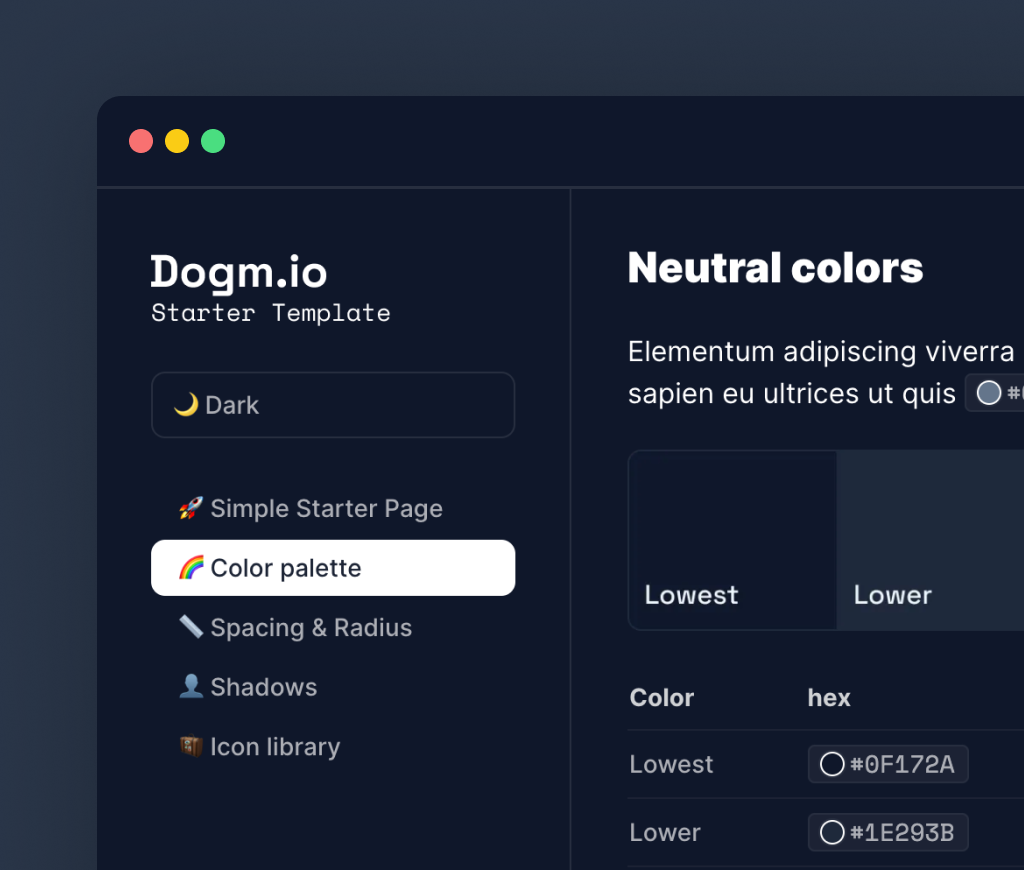 Dogm.io
Starter Template
🌙 Dark
🚀 Simple Starter Page
🌈 Color palette
📏 Spacing & Radius
👤 Shadows
Icon library
Neutral colors
Elementum adipiscing viverra
sapien eu ultrices ut quis
Lowest
Lower
Color hex
Lowest #0F172A
Lower #1E293B